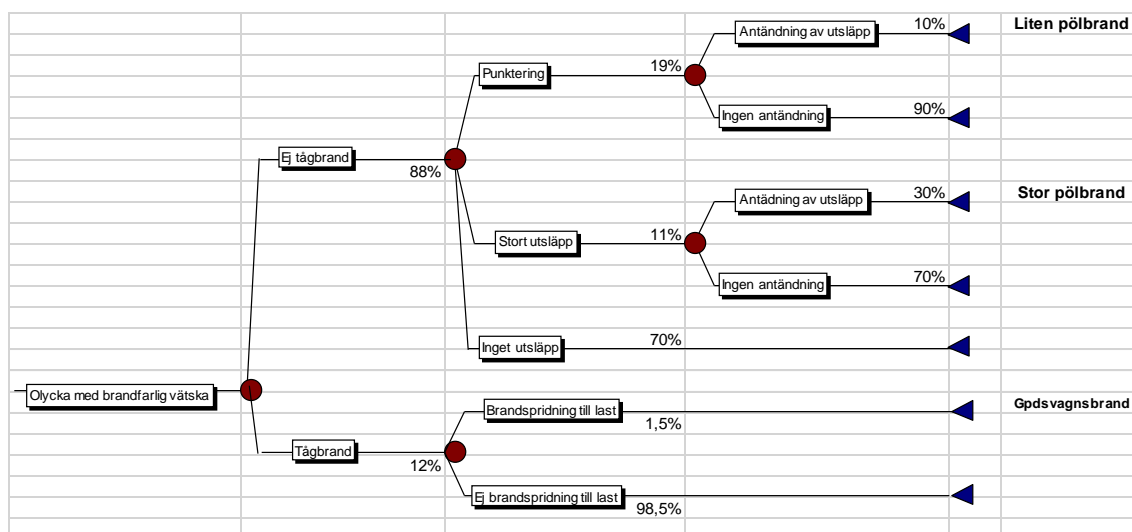 Antändning av utsläpp
10%
Liten pölbrand
Punktering
19%
Ingen antändning
90%
Ej tågbrand
88%
Antädning av utsläpp
30%
Stor pölbrand
Stort utsläpp
11%
Ingen antändning
70%
Inget utsläpp
70%
Olycka med brandfarlig vätska
Brandspridning till last
1,5%
Gpdsvagnsbrand
Tågbrand
12%
Ej brandspridning till last
98,5%